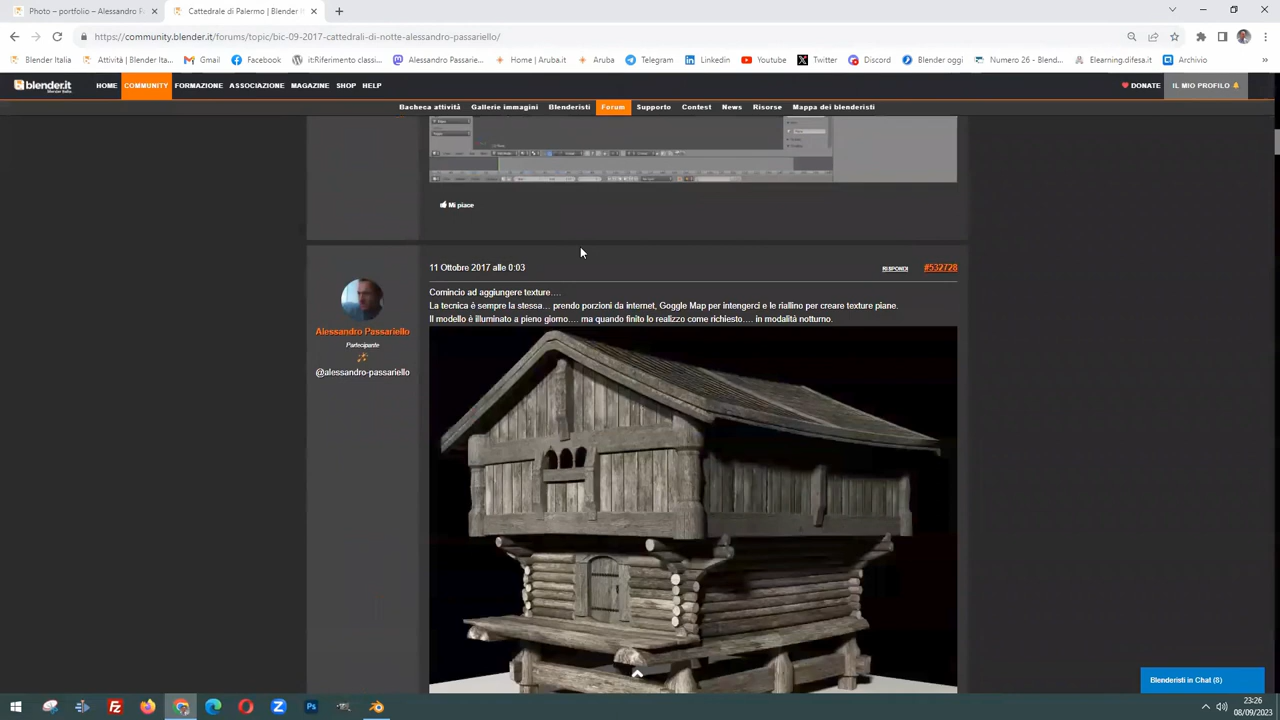 Photo – portfolio – Alessandro P
Cattedrale di Palermo | Blender I
https://community.blender.it/forums/topic/bic-09-2017-cattedrali-di-notte-alessandro-passariello/
Blender Italia
Attività | Blender Ita...
Gmail
Facebook
it:Riferimento classi...
Alessandro Passarie...
Home | Aruba.it
Aruba
Telegram
Linkedin
Youtube
Twitter
Discord
Blender oggi
Numero 26 - Blend...
Elearning.difesa.it
Archivio
blender.it
HOME COMMUNITY FORMAZIONE ASSOCIAZIONE MAGAZINE SHOP HELP
DONATE
IL MIO PROFILO
Bacheca attività Gallerie immagini Blenderisti Forum Supporto Contest News Risorse Mappa dei blenderisti
Mi piace
11 Ottobre 2017 alle 0:03
RISPONDI
#532728
Comincio ad aggiungere texture….
La tecnica è sempre la stessa… prendo porzioni da internet, Goggle Map per intengerci e le riallino per creare texture piane.
Il modello è illuminato a pieno giorno…. ma quando finito lo realizzo come richiesto…. in modalità notturno.
Alessandro Passariello
Partecipante
@alessandro-passariello
Blenderisti in Chat (8)
23:26
08/09/2023